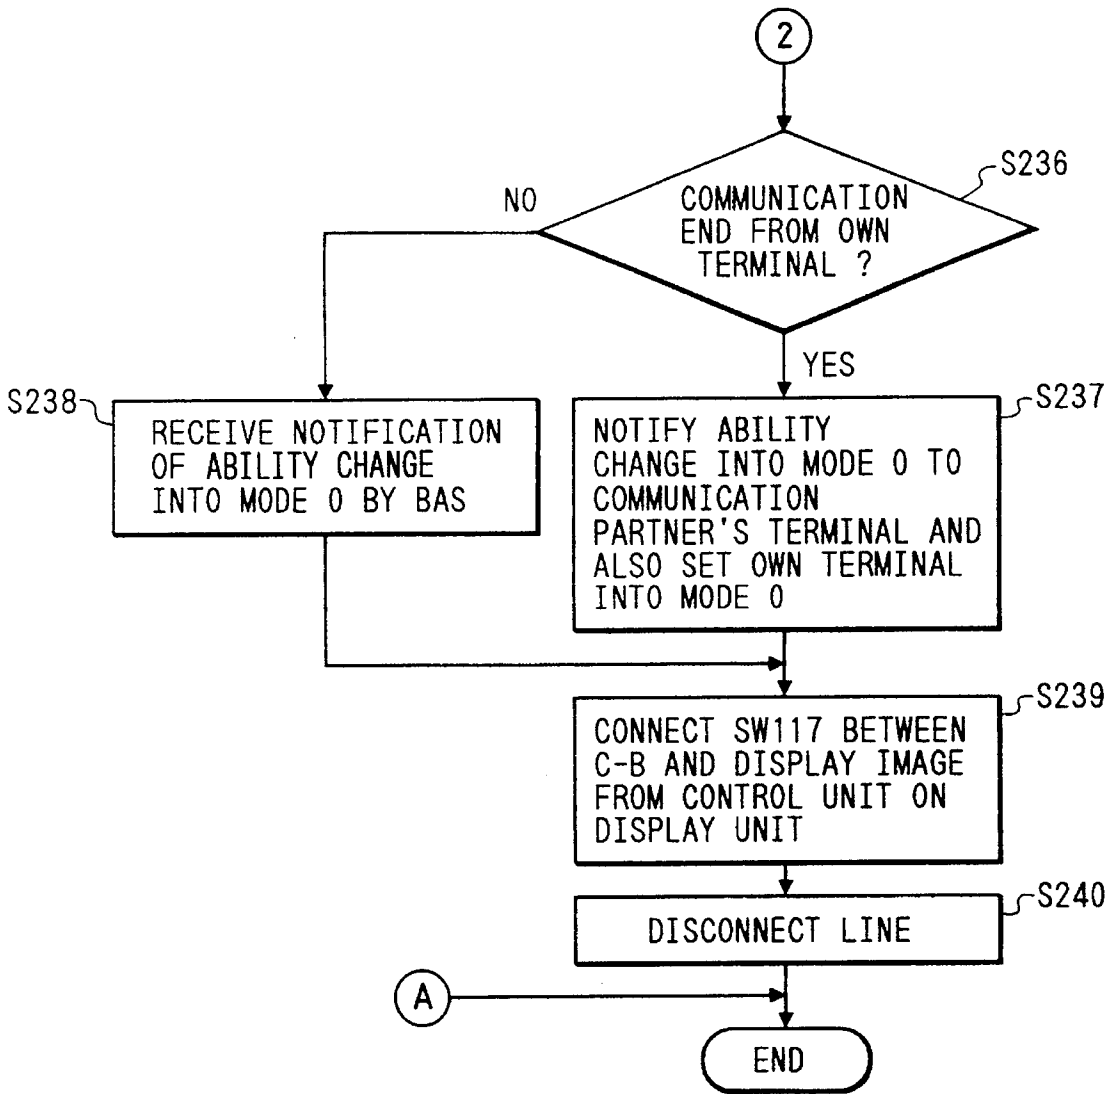 2
S236
COMMUNICATION
END FROM OWN
TERMINAL ?
NO
YES
S238
RECEIVE NOTIFICATION
OF ABILITY CHANGE
INTO MODE 0 BY BAS
S237
NOTIFY ABILITY
CHANGE INTO MODE 0 TO
COMMUNICATION
PARTNER'S TERMINAL AND
ALSO SET OWN TERMINAL
INTO MODE 0
S239
CONNECT SW117 BETWEEN
C-B AND DISPLAY IMAGE
FROM CONTROL UNIT ON
DISPLAY UNIT
S240
DISCONNECT LINE
A
END